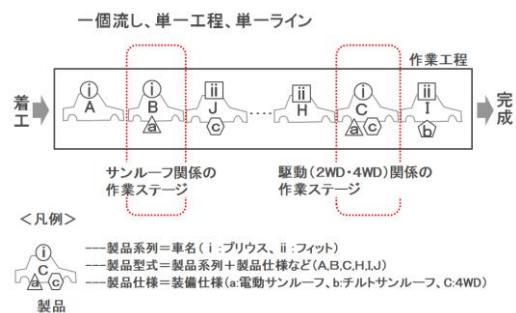 一個流し、単一工程、単一ライン
作業工程
着工
完成
ⅰ ⅰ ⅱ ⅱ ⅰ ⅱ
A B J ‥‥ H C I
a c a c b
サンルーフ関係の
作業ステージ
駆動(2WD・4WD)関係の
作業ステージ
<凡例>
ⅰ
C
a c
製品
---製品系列=車名(ⅰ:プリウス、ⅱ:フィット)
---製品型式=製品系列+製品仕様など(A,B,C,H,I,J)
---製品仕様=装備仕様(a:電動サンルーフ、b:チルトサンルーフ、C:4WD)